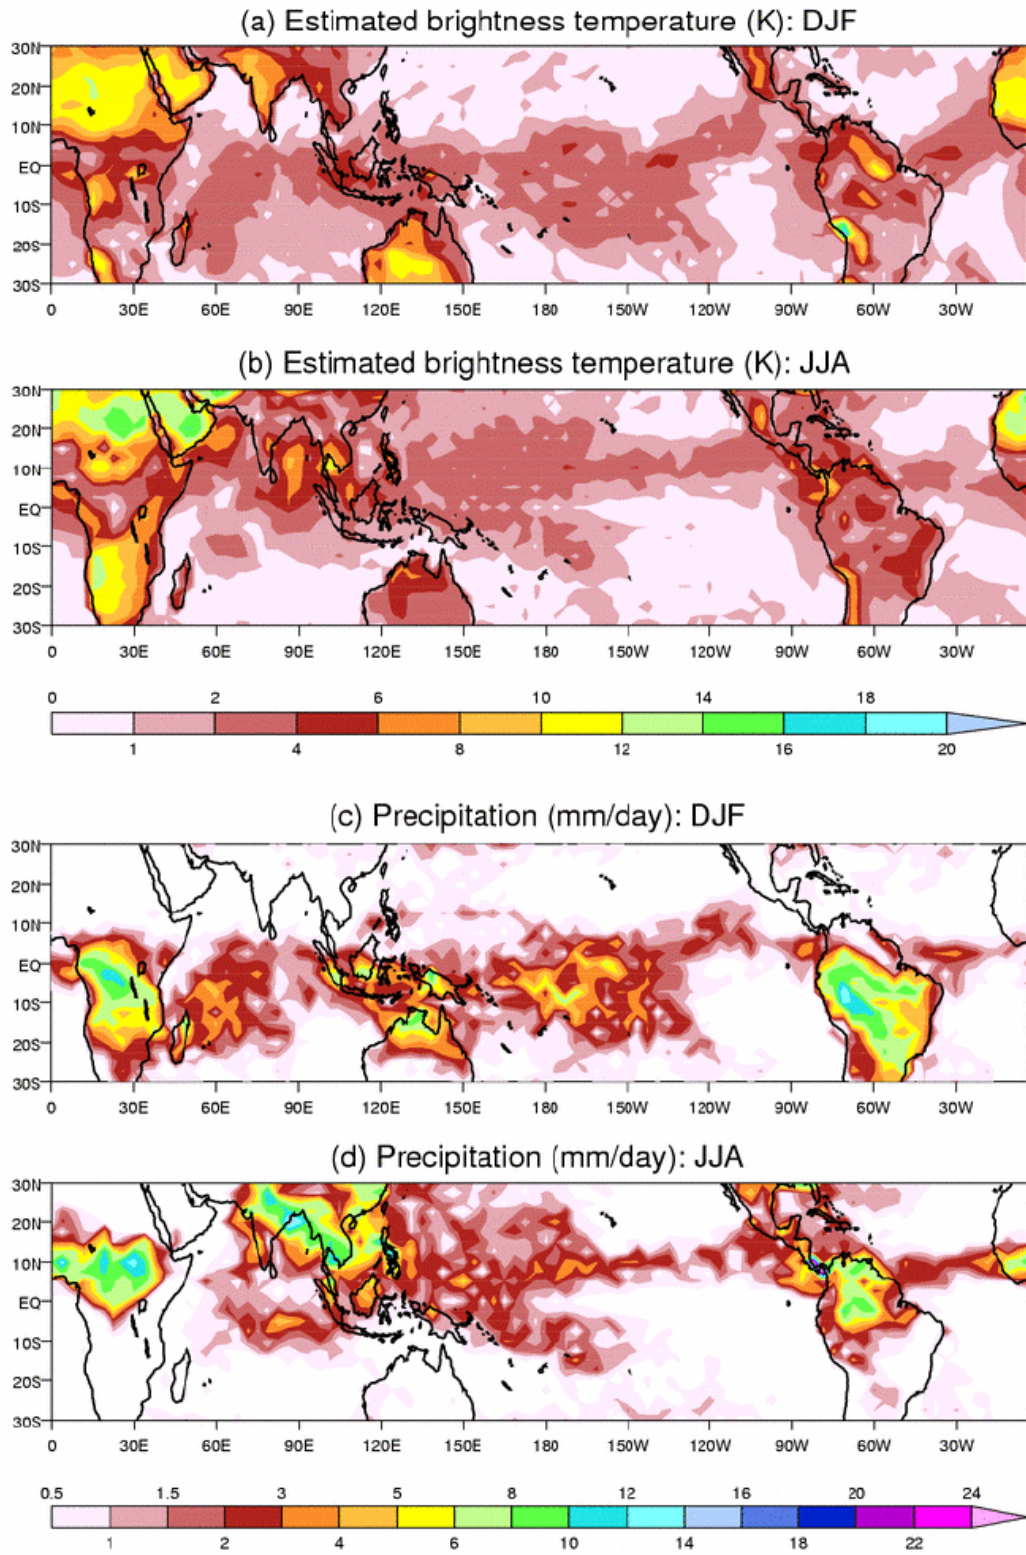 (a) Estimated brightness temperature (K): DJF
30N
20N
10N
EQ
10S
20S
30S
0 30E 60E 90E 120E 150E 180 150W 120W 90W 60W 30W
(b) Estimated brightness temperature (K): JJA
30N
20N
10N
EQ
10S
20S
30S
0 30E 60E 90E 120E 150E 180 150W 120W 90W 60W 30W
0 2 6 10 14 18
1 4 8 12 16 20
(c) Precipitation (mm/day): DJF
30N
20N
10N
EQ
10S
20S
30S
0 30E 60E 90E 120E 150E 180 150W 120W 90W 60W 30W
(d) Precipitation (mm/day): JJA
30N
20N
10N
EQ
10S
20S
30S
0 30E 60E 90E 120E 150E 180 150W 120W 90W 60W 30W
0.5 1.5 3 5 8 12 16 20 24
1 2 4 6 10 14 18 22